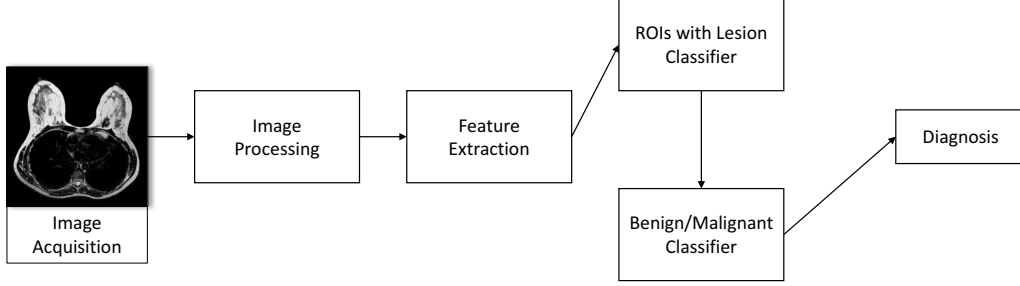 Image
Acquisition
Image
Processing
Feature
Extraction
ROIs with Lesion
Classifier
Benign/Malignant
Classifier
Diagnosis